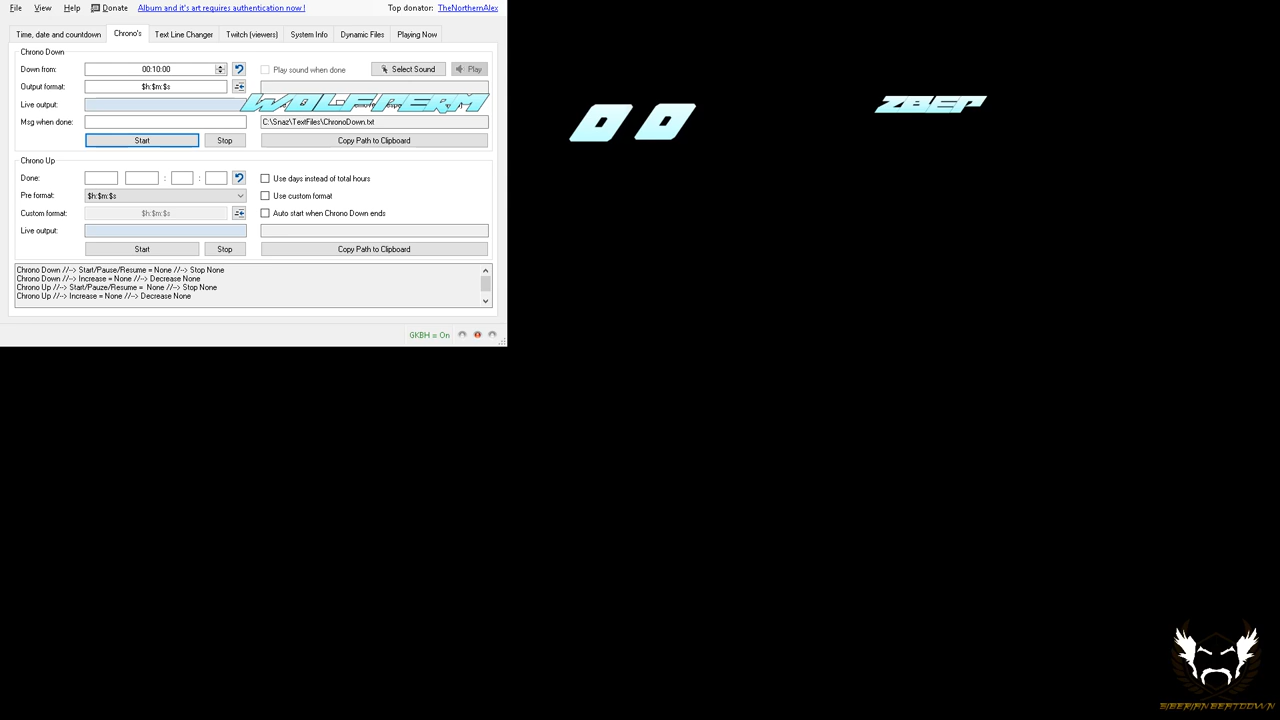 File View Help Donate Album and it's art requires authentication now ! Top donator: TheNorthernAlex
Time, date and countdown Chrono's Text Line Changer Twitch (viewers) System Info Dynamic Files Playing Now
Chrono Down
Down from: 00:10:00 Play sound when done Select Sound Play
Output format: $h:$m:$s
Live output: WOLFPERM
0 0 ZBEP
Msg when done: C:\Snaz\TextFiles\ChronoDown.txt
Start Stop Copy Path to Clipboard
Chrono Up
Done: : : Use days instead of total hours
Pre format: $h:$m:$s Use custom format
Custom format: $h:$m:$s Auto start when Chrono Down ends
Live output:
Start Stop Copy Path to Clipboard
Chrono Down //--> Start/Pause/Resume = None //--> Stop None
Chrono Down //--> Increase = None //--> Decrease None
Chrono Up //--> Start/Pauze/Resume = None //--> Stop None
Chrono Up //--> Increase = None //--> Decrease None
GKBH = On
SIBERIAN BEATDOWN